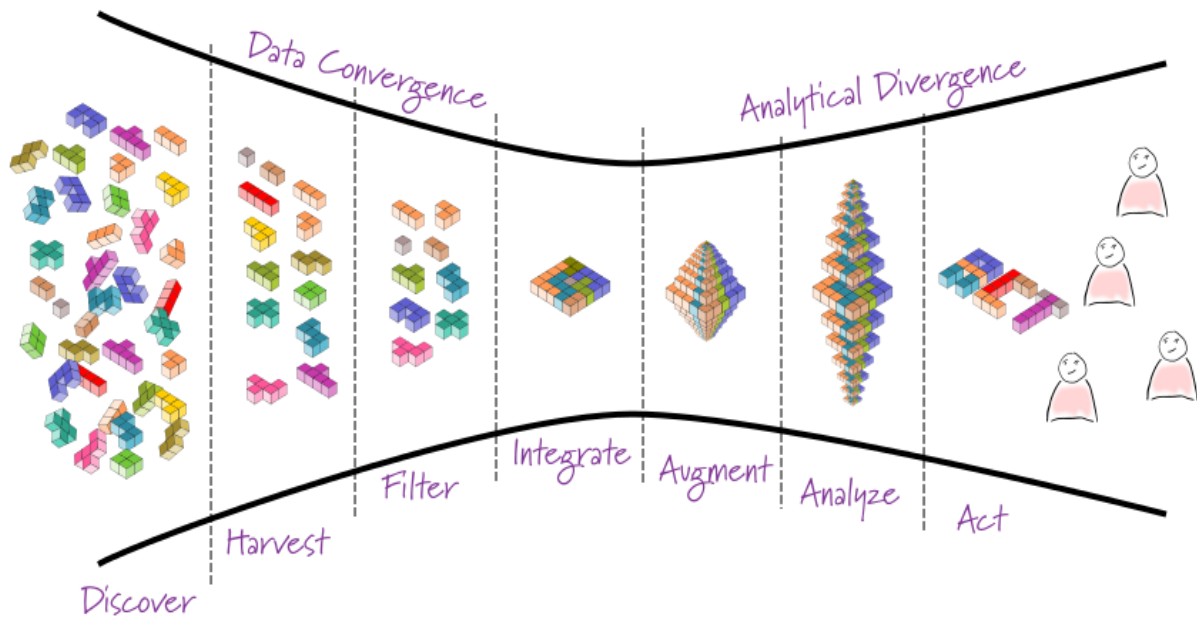 Data Convergence
Analytical Divergence
Discover
Harvest
Filter
Integrate
Augment
Analyze
Act